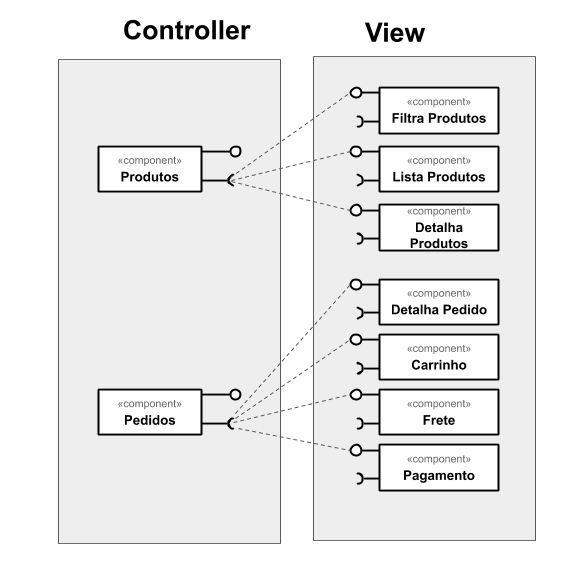 Controller
View
«component»
Produtos
«component»
Pedidos
«component»
Filtra Produtos
«component»
Lista Produtos
«component»
Detalha
Produtos
«component»
Detalha Pedido
«component»
Carrinho
«component»
Frete
«component»
Pagamento